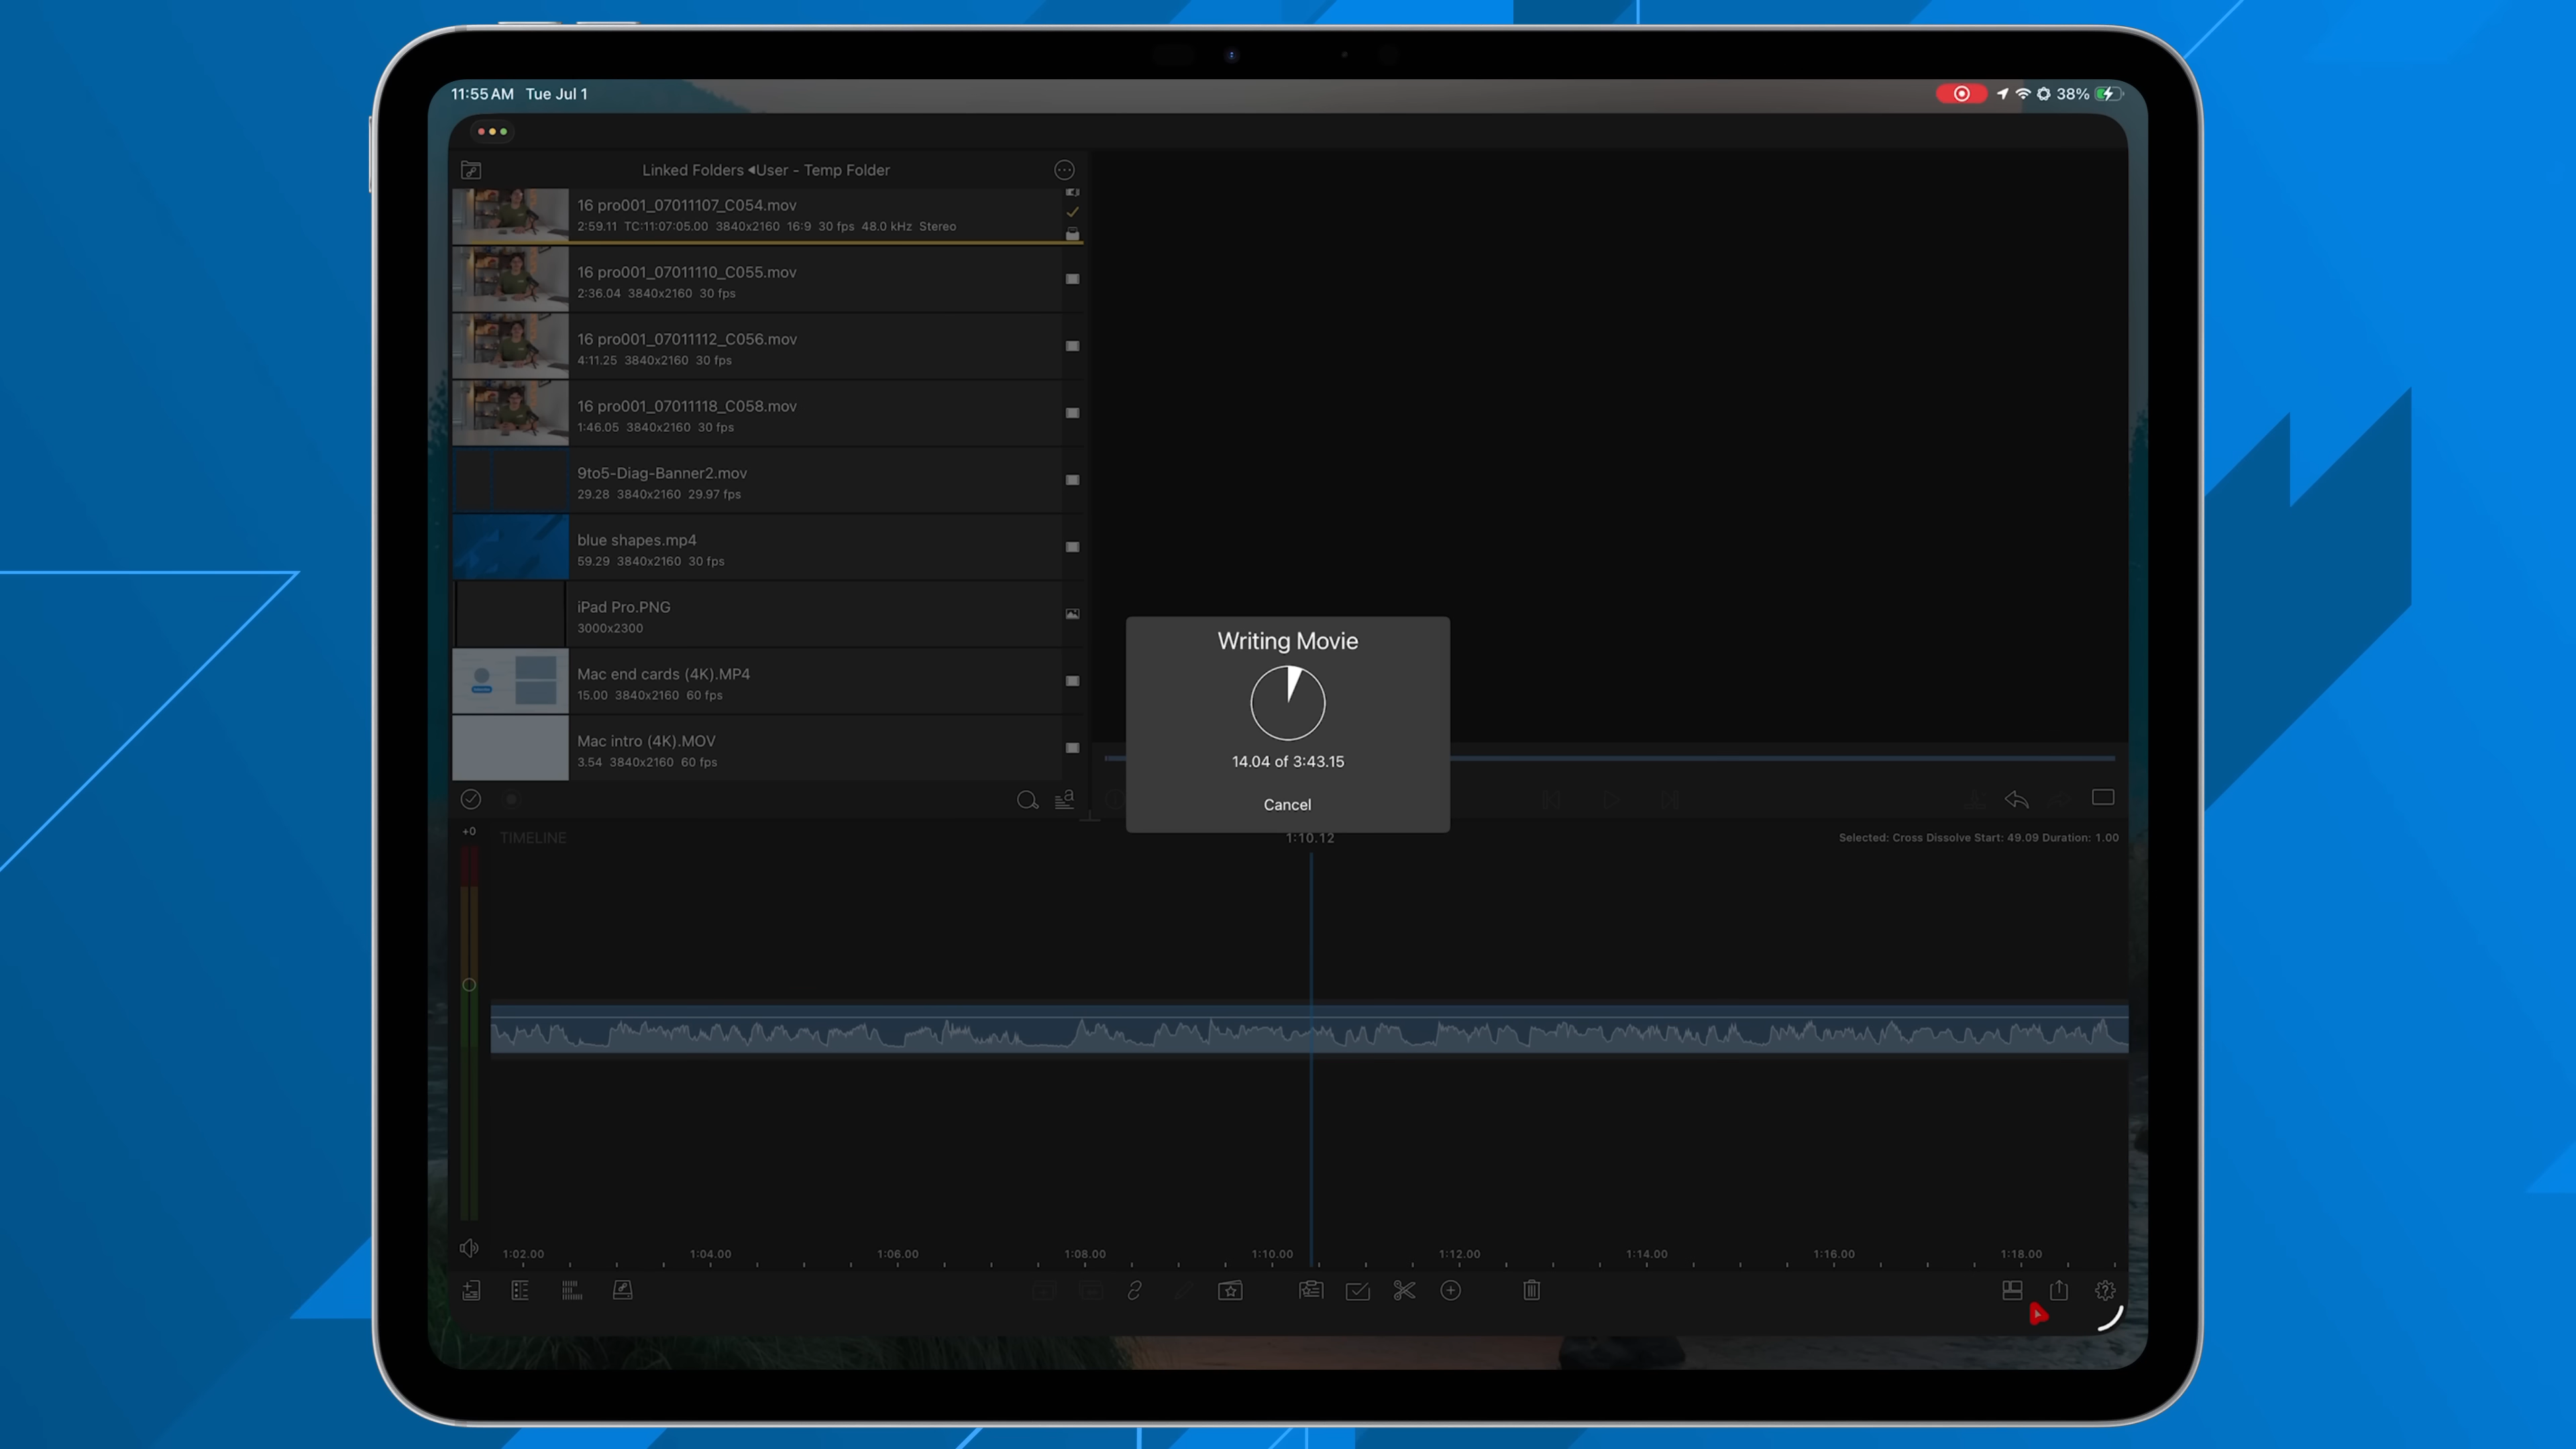 11:55 AM Tue Jul 1
38%
Linked Folders ◀User - Temp Folder
16 pro001_07011107_C054.mov
2:59.11 TC:11:07:05.00 3840x2160 16:9 30 fps 48.0 kHz Stereo
16 pro001_07011110_C055.mov
2:36.04 3840x2160 30 fps
16 pro001_07011112_C056.mov
4:11.25 3840x2160 30 fps
16 pro001_07011118_C058.mov
1:46.05 3840x2160 30 fps
9to5-Diag-Banner2.mov
29.28 3840x2160 29.97 fps
blue shapes.mp4
59.29 3840x2160 30 fps
iPad Pro.PNG
3000x2300
Mac end cards (4K).MP4
15.00 3840x2160 60 fps
Mac intro (4K).MOV
3.54 3840x2160 60 fps
Writing Movie
14.04 of 3:43.15
Cancel
+0
TIMELINE
1:10.12
Selected: Cross Dissolve Start: 49.09 Duration: 1.00
1:02.00 1:04.00 1:06.00 1:08.00 1:10.00 1:12.00 1:14.00 1:16.00 1:18.00